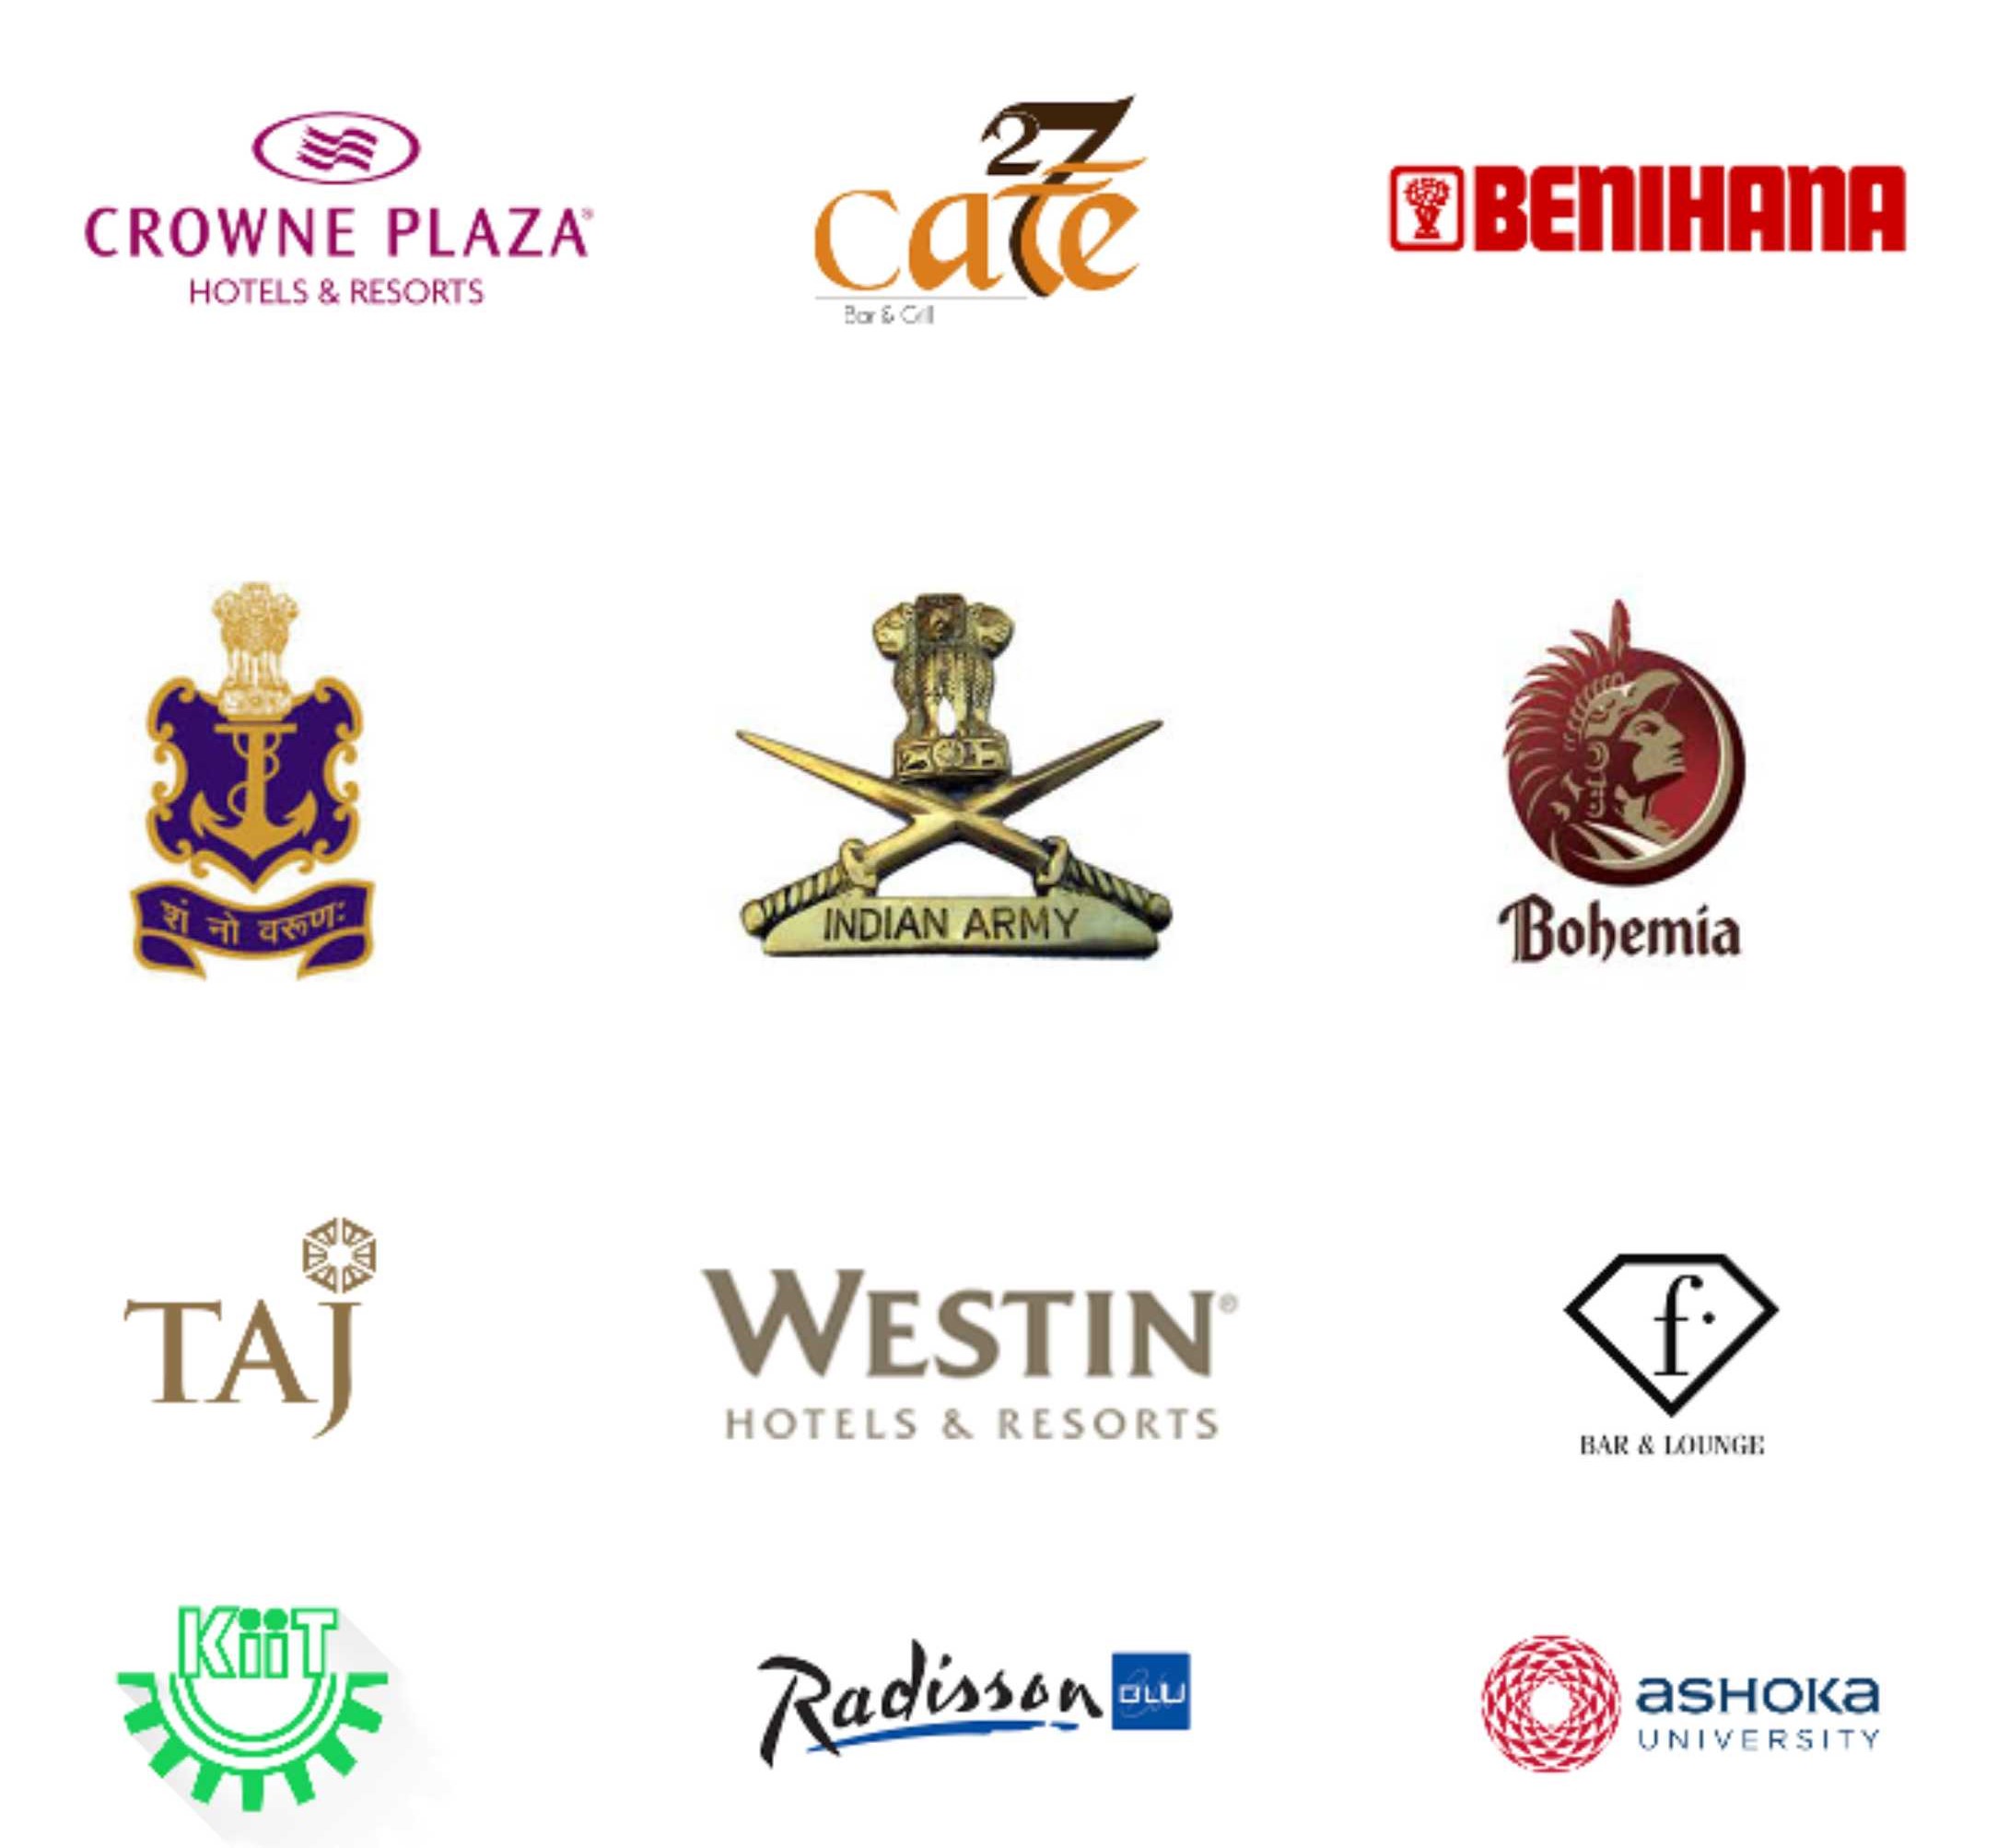 CROWNE PLAZA®
HOTELS & RESORTS
27
cafe
Bar & Grill
BENIHANA
शं नो वरूणः
INDIAN ARMY
Bohemia
TAJ
WESTIN®
HOTELS & RESORTS
f.
BAR & LOUNGE
KiiT
Radisson BLU
ASHOKA
UNIVERSITY